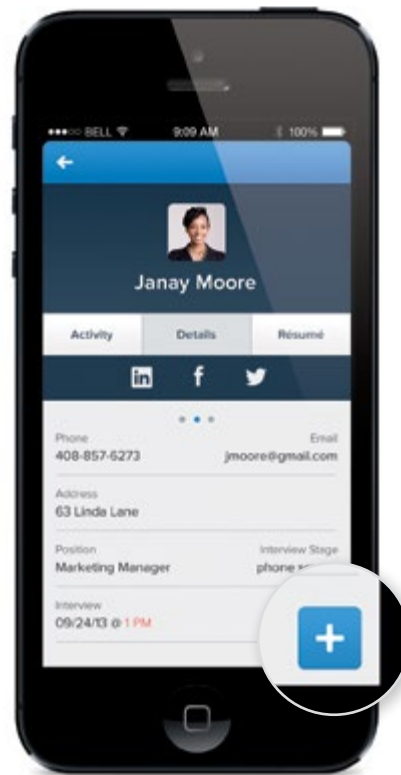 BELL 9:09 AM 100%
Janay Moore
Activity Details Résumé
in f
Phone Email
408-857-6273 jmoore@gmail.com
Address
63 Linda Lane
Position Interview Stage
Marketing Manager phone
Interview
09/24/13 @ 1 PM
+